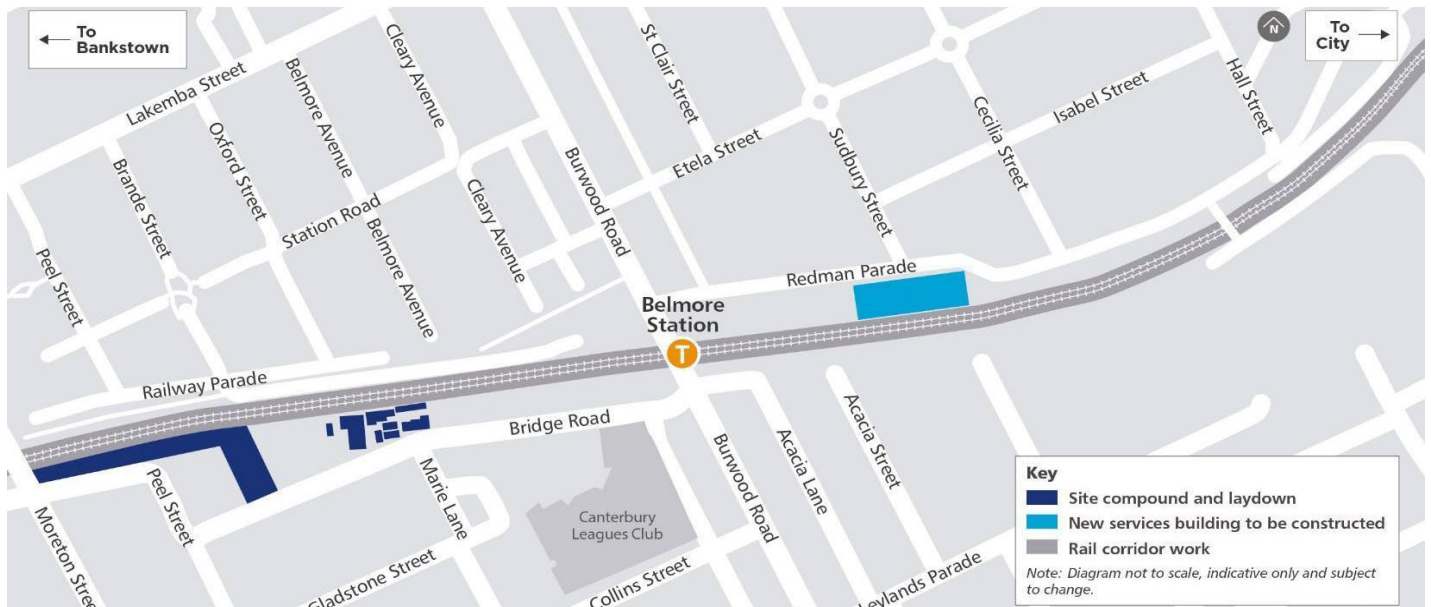 To
Bankstown
N
To
City
Lakemba Street
Cleary Avenue
Belmore Avenue
Oxford Street
Brande Street
Station Road
Belmore Avenue
Cleary Avenue
Burwood Road
St Clair Street
Etela Street
Sudbury Street
Cecilia Street
Isabel Street
Hall Street
Peel Street
Redman Parade
Belmore
Station
T
Railway Parade
Bridge Road
Peel Street
Marie Lane
Moreton Stree
Gladstone Street
Canterbury
Leagues Club
Collins Street
Burwood Road
Acacia Lane
Acacia Street
Leylands Parade
Key
Site compound and laydown
New services building to be constructed
Rail corridor work
Note: Diagram not to scale, indicative only and subject
to change.